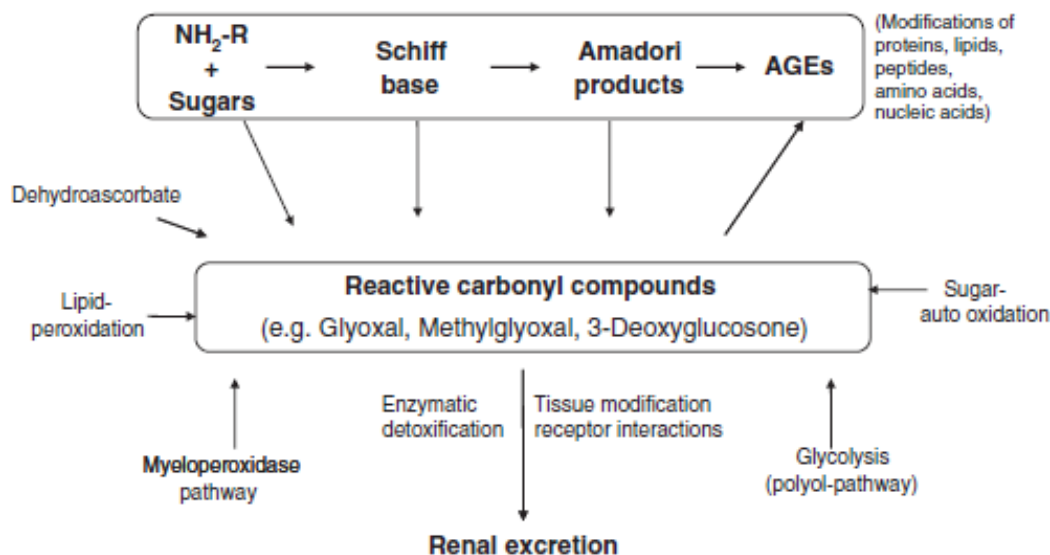 NH2-R
+
Sugars
Schiff
base
Amadori
products
AGEs
(Modifications of
proteins, lipids,
peptides,
amino acids,
nucleic acids)
Dehydroascorbate
Reactive carbonyl compounds
(e.g. Glyoxal, Methylglyoxal, 3-Deoxyglucosone)
Lipid-
peroxidation
Sugar-
auto oxidation
Enzymatic
detoxification
Tissue modification
receptor interactions
Myeloperoxidase
pathway
Glycolysis
(polyol-pathway)
Renal excretion